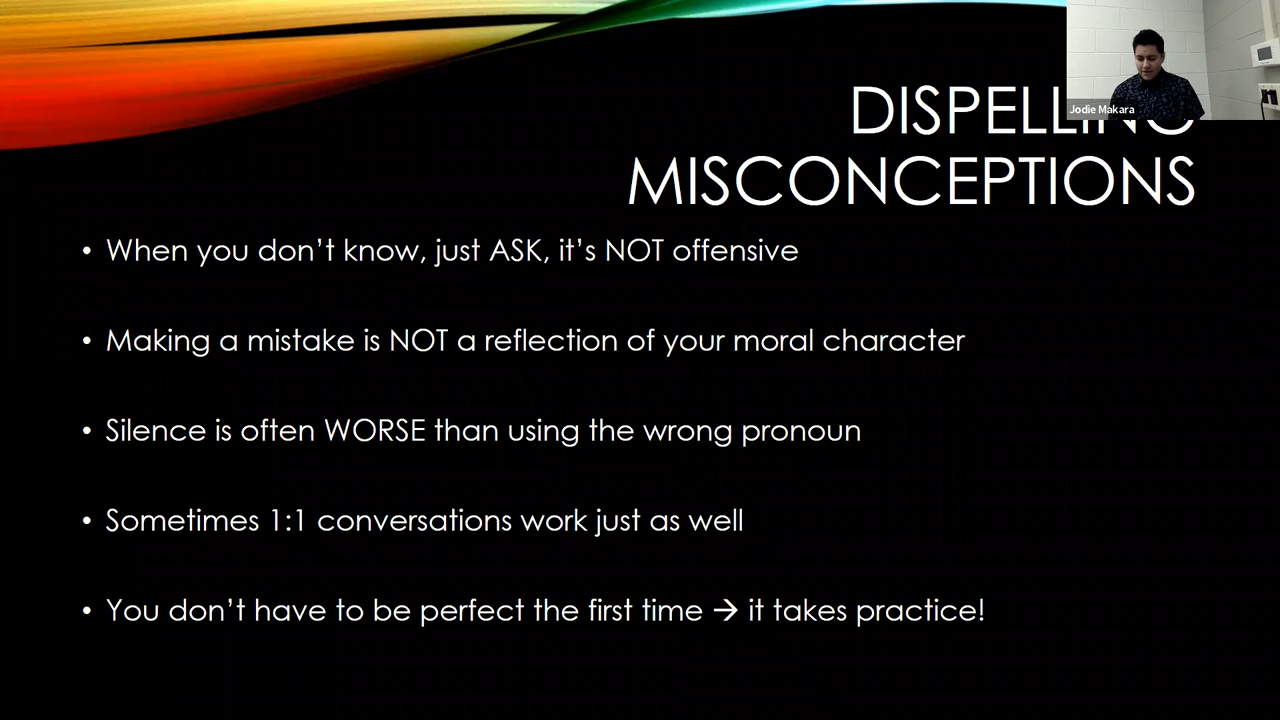 Jodie Makara
DISPELLING
MISCONCEPTIONS
• When you don't know, just ASK, it's NOT offensive
• Making a mistake is NOT a reflection of your moral character
• Silence is often WORSE than using the wrong pronoun
• Sometimes 1:1 conversations work just as well
• You don't have to be perfect the first time → it takes practice!